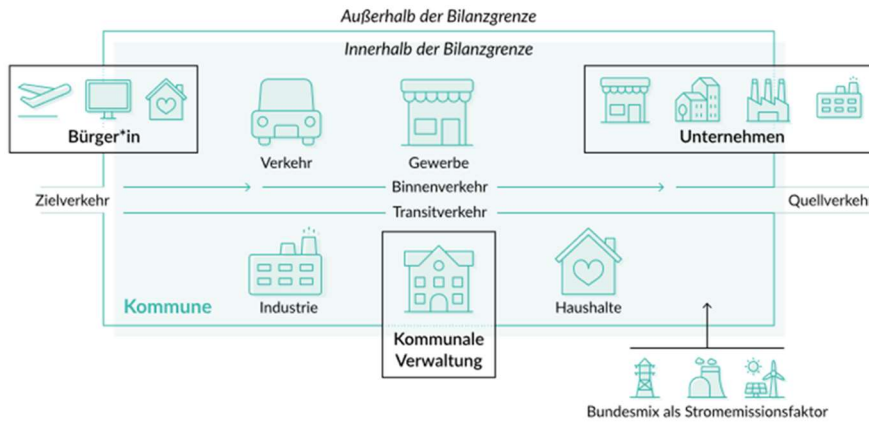 Außerhalb der Bilanzgrenze
Innerhalb der Bilanzgrenze
Bürger*in
Verkehr
Gewerbe
Unternehmen
Zielverkehr
Binnenverkehr
Quellverkehr
Transitverkehr
Kommune
Industrie
Kommunale
Verwaltung
Haushalte
Bundesmix als Stromemissionsfaktor